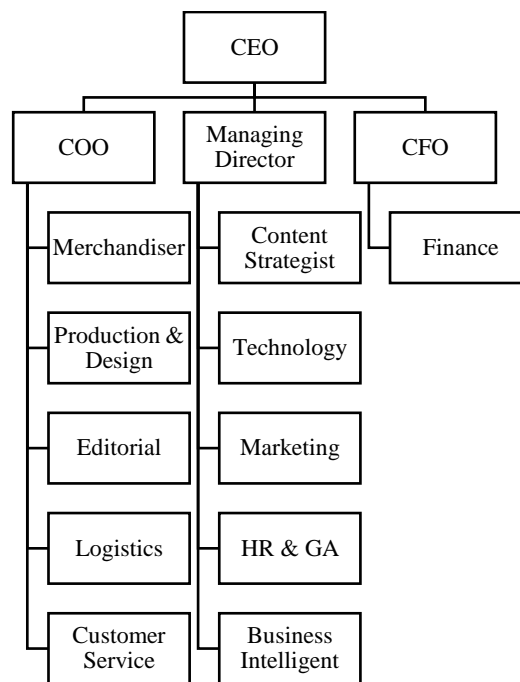 CEO
COO
Managing
Director
CFO
Merchandiser
Content
Strategist
Finance
Production &
Design
Technology
Editorial
Marketing
Logistics
HR & GA
Customer
Service
Business
Intelligent